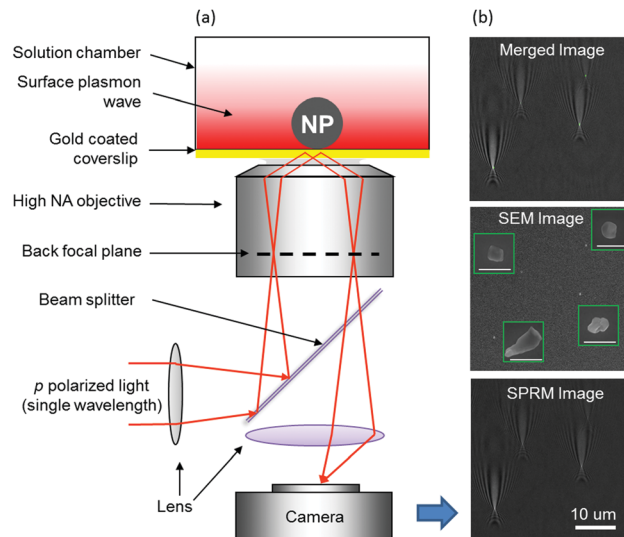 (a)
(b)
Solution chamber
Surface plasmon
wave
NP
Gold coated
coverslip
High NA objective
Back focal plane
Beam splitter
p polarized light
(single wavelength)
Lens
Camera
Merged Image
SEM Image
SPRM Image
10 um